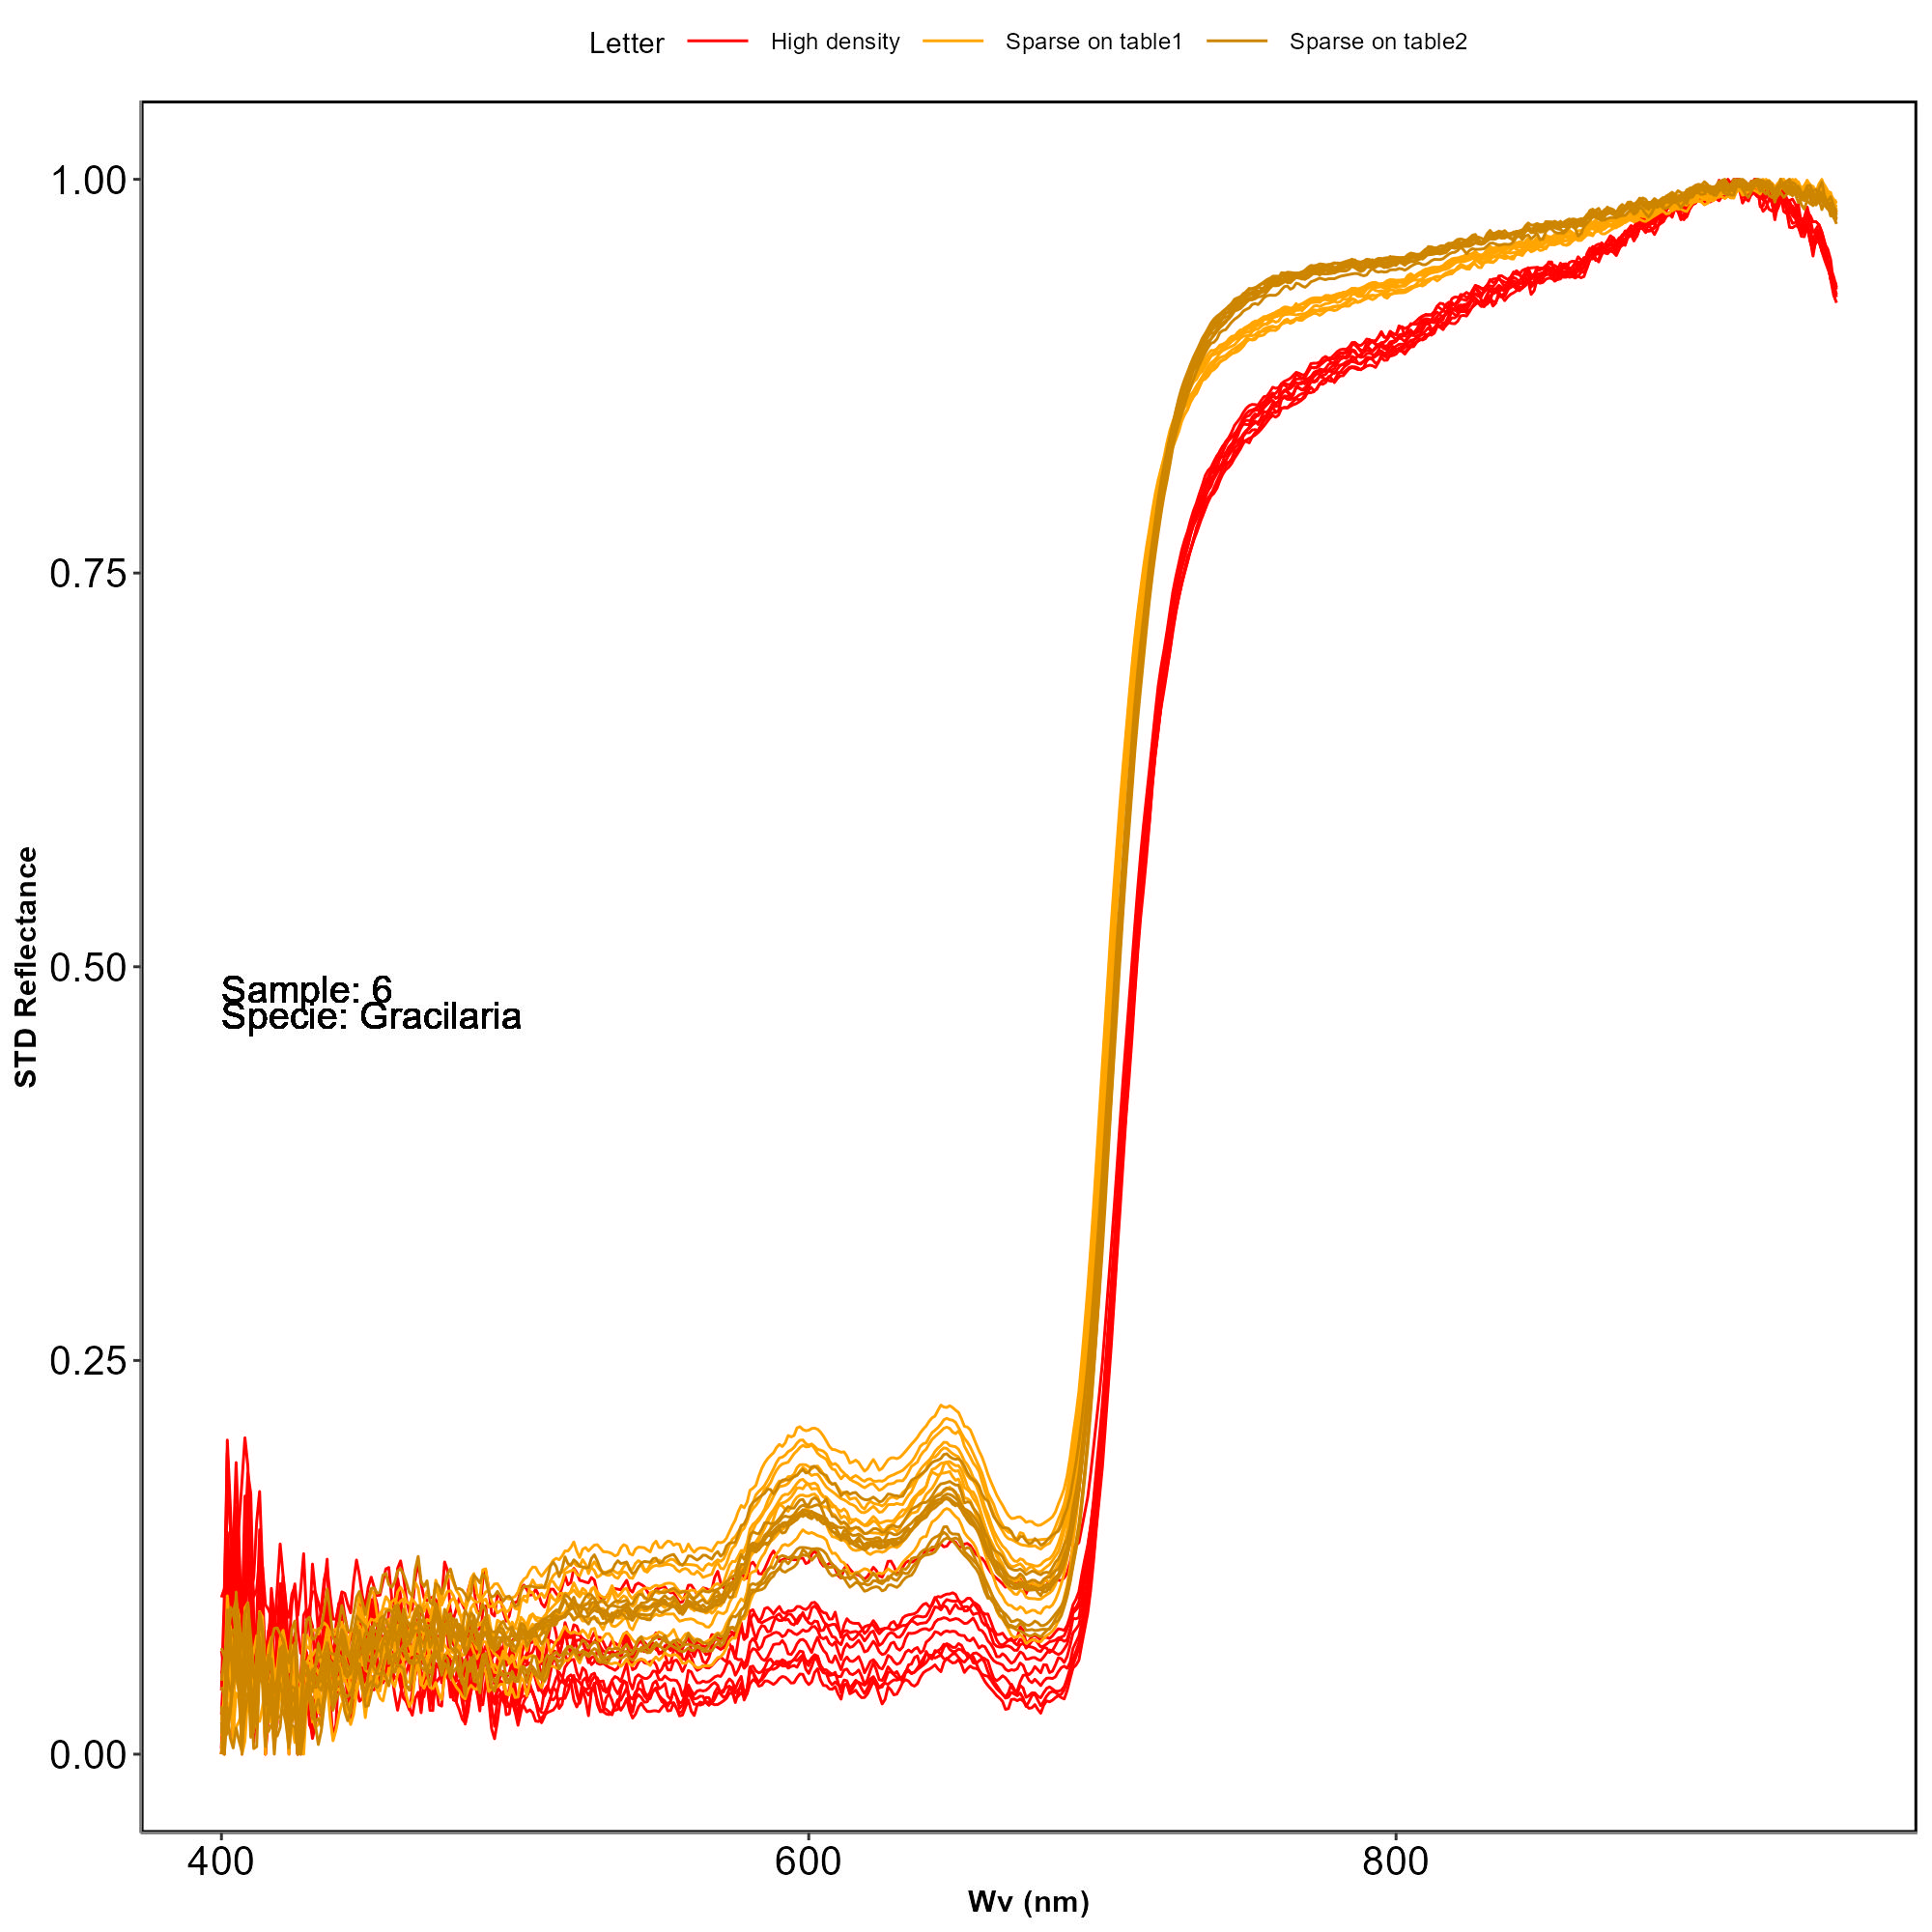 Letter High density Sparse on table1 Sparse on table2
1.00
0.75
0.50
0.25
0.00
STD Reflectance
Sample: 6
Specie: Gracilaria
400 600 800
Wv (nm)